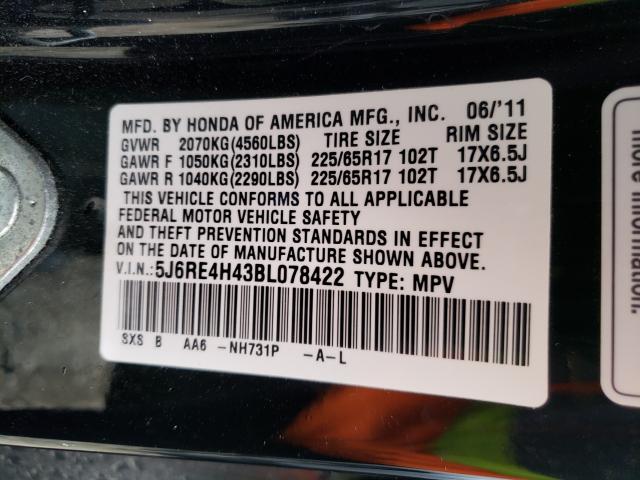 MFD. BY HONDA OF AMERICA MFG., INC. 06/'11
GVWR 2070KG(4560LBS) TIRE SIZE RIM SIZE
GAWR F 1050KG(2310LBS) 225/65R17 102T 17X6.5J
GAWR R 1040KG(2290LBS) 225/65R17 102T 17X6.5J
THIS VEHICLE CONFORMS TO ALL APPLICABLE
FEDERAL MOTOR VEHICLE SAFETY
AND THEFT PREVENTION STANDARDS IN EFFECT
ON THE DATE OF MANUFACTURE SHOWN ABOVE.
V.I.N.: 5J6RE4H43BL078422 TYPE: MPV
SXS B AA6 -NH731P -A-L
more
information.